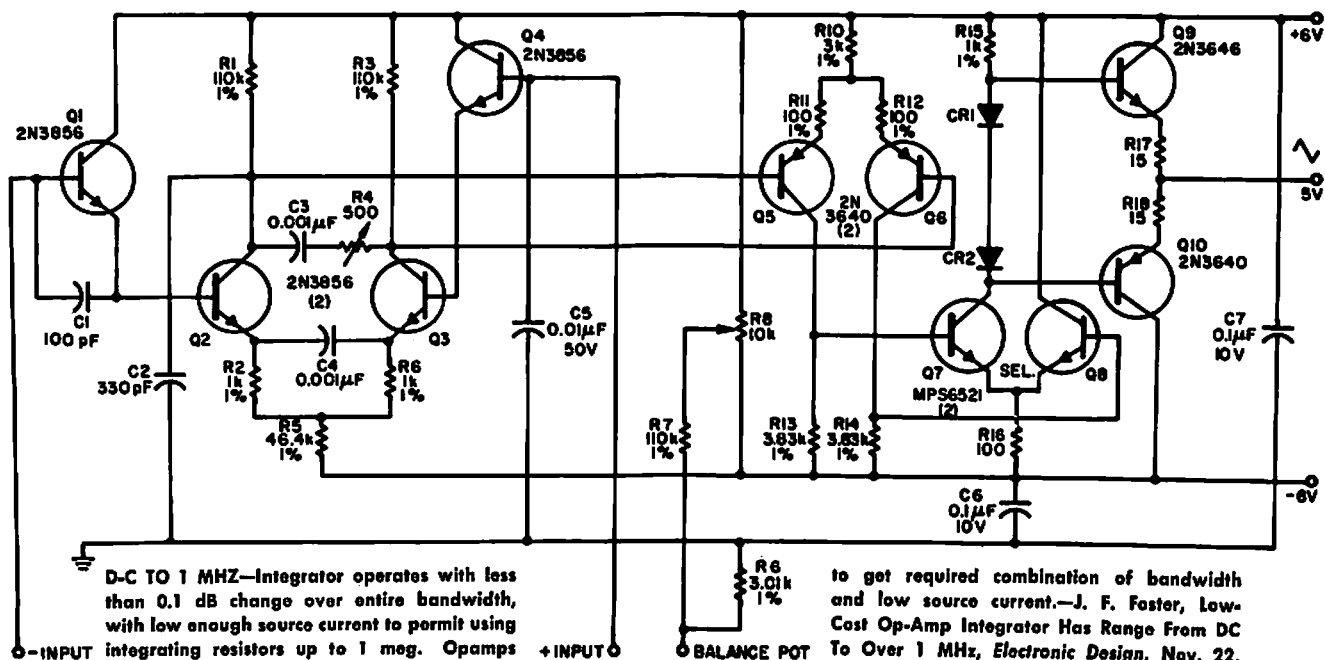 Q1
2N3856
R1
110k
1%
R3
110k
1%
Q4
2N3856
R10
3k
1%
R11
100
1%
R12
100
1%
R15
1k
1%
Q9
2N3646
+6V
CR1
R17
15
5V
R18
15
C3
0.001µF
R4
500
Q5
2N
3640
(2)
Q6
CR2
Q10
2N3640
2N3856
(2)
C1
100 pF
Q2
Q3
C5
0.01µF
50V
R8
10k
Q7
SEL.
Q8
MPS6521
(2)
C7
0.1µF
10V
C2
330pF
R2
1k
1%
C4
0.001µF
R6
1k
1%
R5
46.4k
1%
R7
110k
1%
R13
3.83k
1%
R14
3.83k
1%
R16
100
-6V
C6
0.1µF
10V
R6
3.01k
1%
D-C TO 1 MHZ—Integrator operates with less
than 0.1 dB change over entire bandwidth,
with low enough source current to permit using
integrating resistors up to 1 meg. Opamps
to get required combination of bandwidth
and low source current.—J. F. Foster, Low-
Cost Op-Amp Integrator Has Range From DC
To Over 1 MHz, Electronic Design, Nov. 22,
-INPUT
+INPUT
BALANCE POT